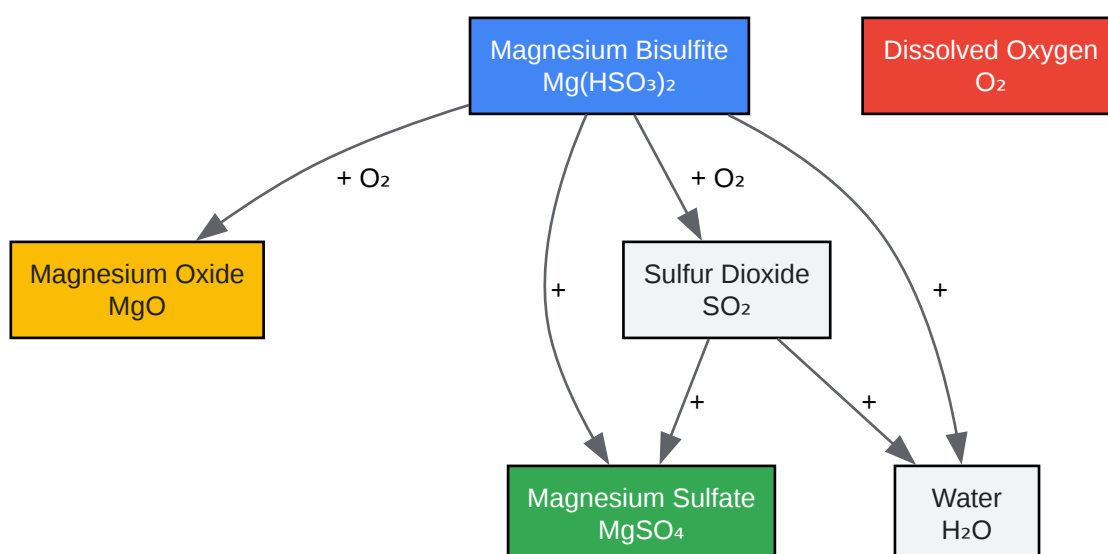 Magnesium Bisulfite
Mg(HSO₃)₂
Dissolved Oxygen
O₂
+ O₂
+ O₂
Magnesium Oxide
MgO
Sulfur Dioxide
SO₂
+
+
+
+
Magnesium Sulfate
MgSO₄
Water
H₂O